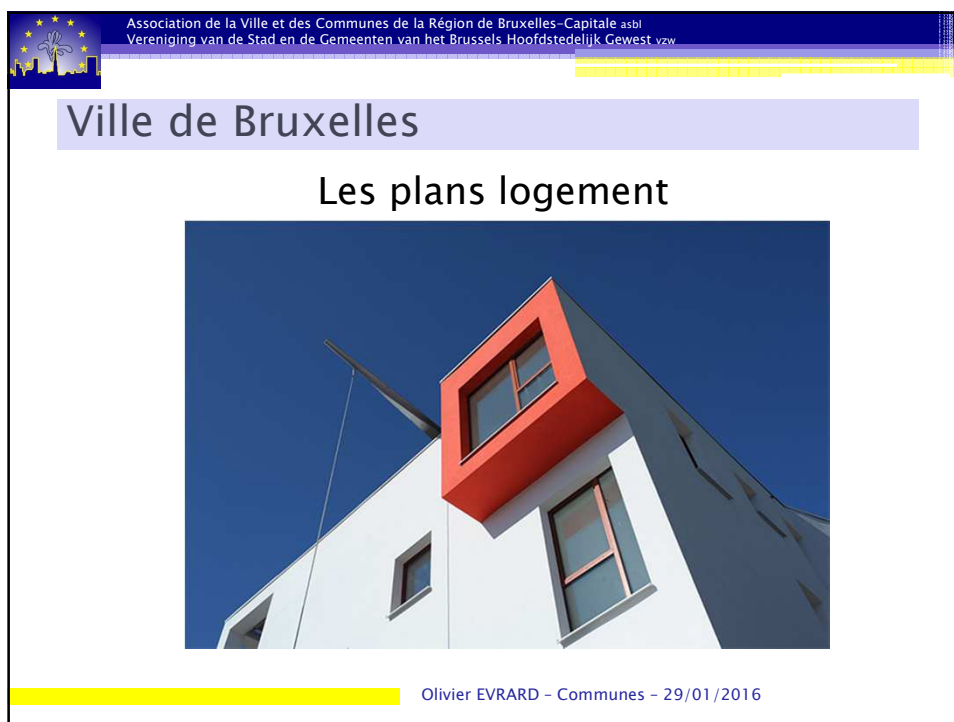 Association de la Ville et des Communes de la Région de Bruxelles-Capitale asbl
Vereniging van de Stad en de Gemeenten van het Brussels Hoofdstedelijk Gewest vzw
Ville de Bruxelles
Les plans logement
Olivier EVRARD – Communes – 29/01/2016